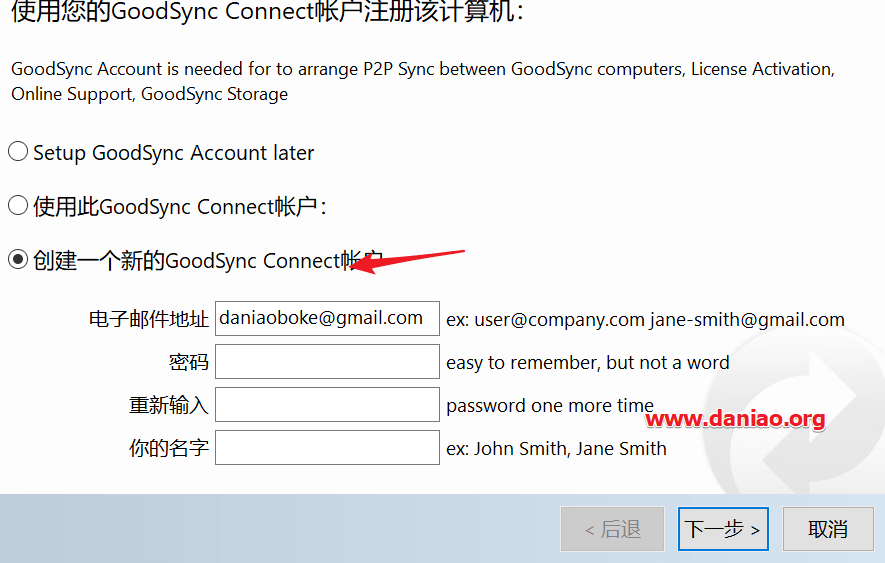 使用您的GoodSync Connect帐户注册该计算机：
GoodSync Account is needed for to arrange P2P Sync between GoodSync computers, License Activation,
Online Support, GoodSync Storage
Setup GoodSync Account later
使用此GoodSync Connect帐户：
创建一个新的GoodSync Connect帐户
电子邮件地址 daniaoboke@gmail.com ex: user@company.com jane-smith@gmail.com
密码 easy to remember, but not a word
重新输入 password one more time
www.daniao.org
你的名字 ex: John Smith, Jane Smith
< 后退 下一步 > 取消